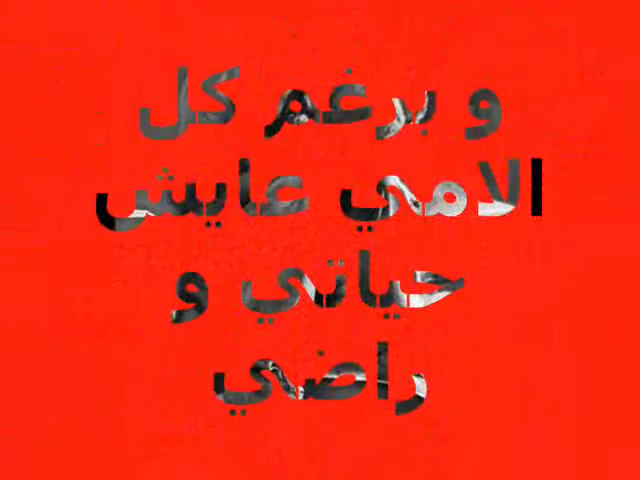 و برغم كل
الامي عايش
حياتي و
راضي